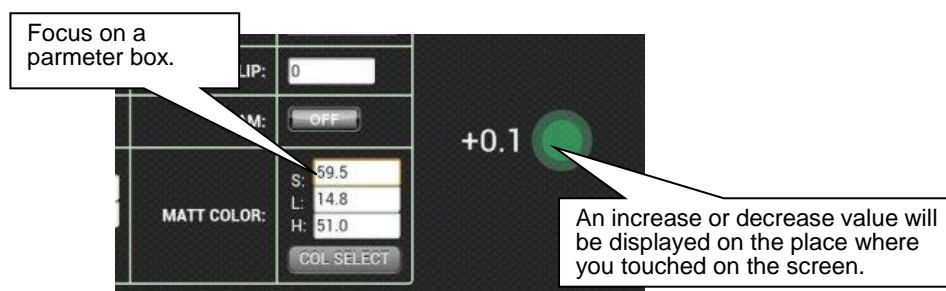 Focus on a
parmeter box.
LIP: 0
AM: OFF
+0.1
MATT COLOR:
S: 59.5
L: 14.8
H: 51.0
COL SELECT
An increase or decrease value will
be displayed on the place where
you touched on the screen.